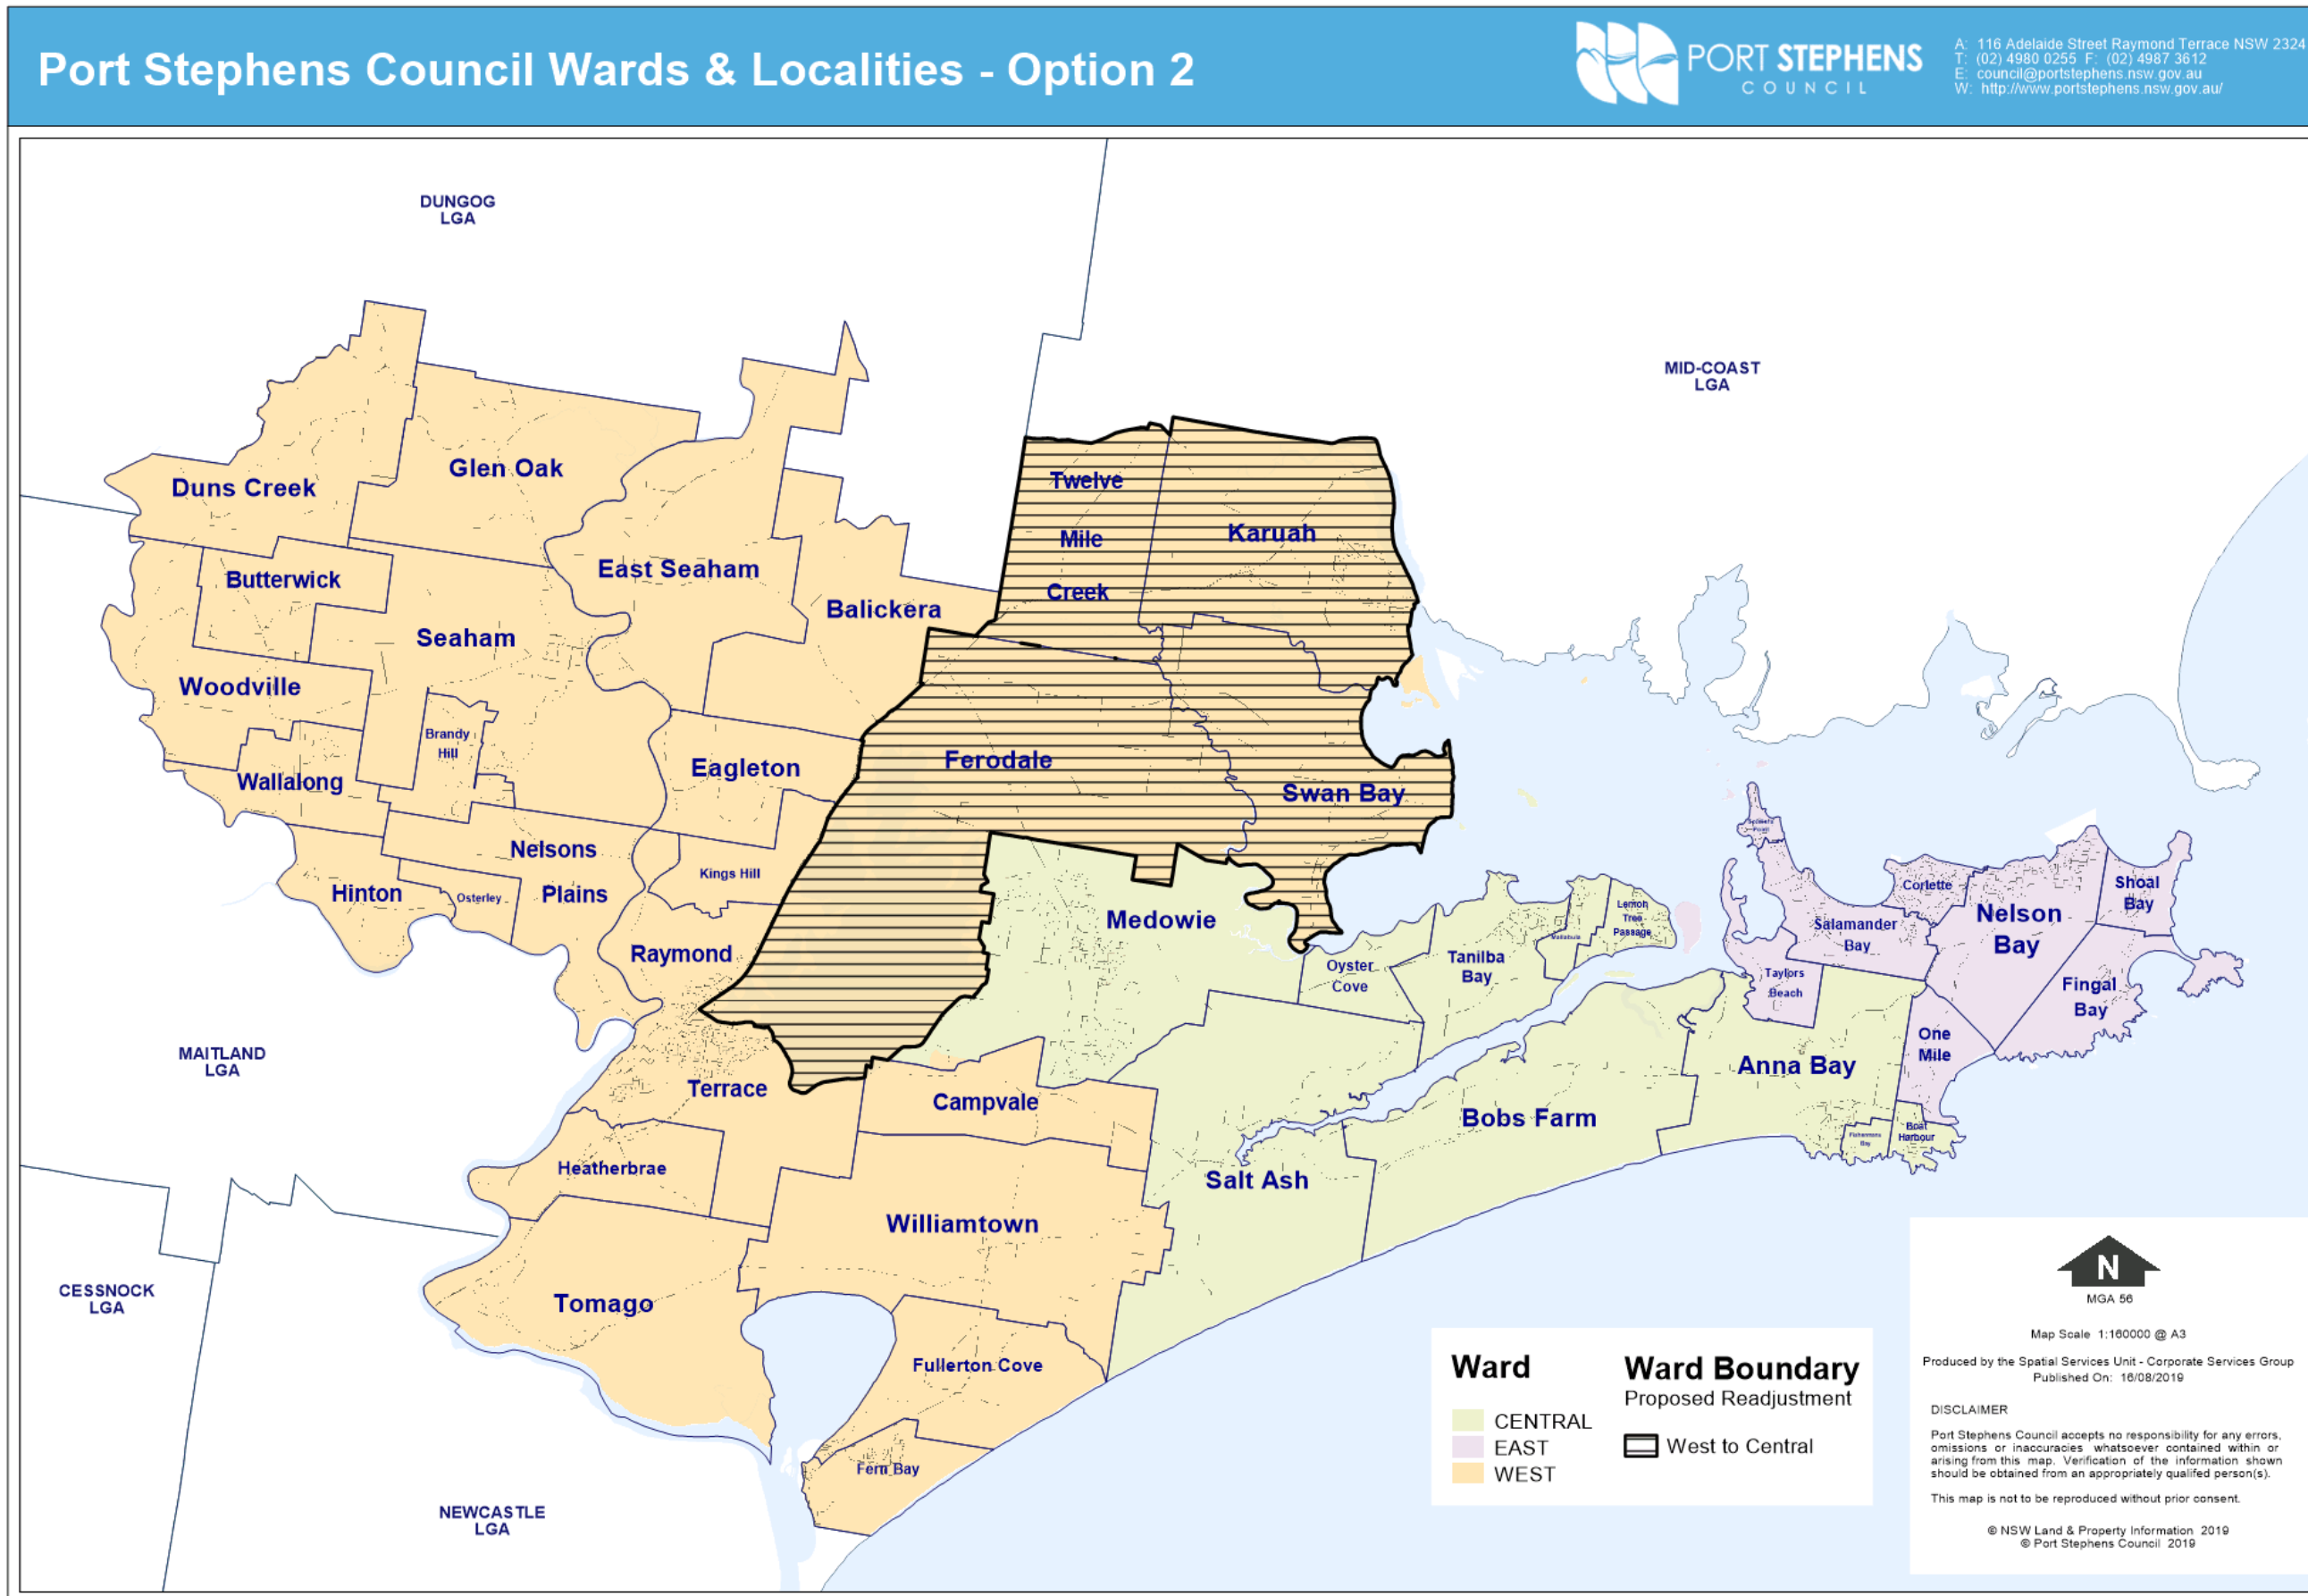 Port Stephens Council Wards & Localities - Option 2
PORT STEPHENS
COUNCIL
A: 116 Adelaide Street Raymond Terrace NSW 2324
T: (02) 4980 0255 F: (02) 4987 3612
E: council@portstephens.nsw.gov.au
W: http://www.portstephens.nsw.gov.au/
DUNGOG
LGA
MID-COAST
LGA
Duns Creek
Glen Oak
Twelve
Mile
Creek
Karuah
Butterwick
East Seaham
Balickera
Seaham
Woodville
Brandy
Hill
Wallalong
Eagleton
Ferodale
Swan Bay
Nelsons
Plains
Kings Hill
Hinton
Osterley
Raymond
Terrace
Medowie
Oyster
Cove
Tanilba
Bay
Mallabula
Lemon
Tree
Passage
Soldiers
Point
Corlette
Salamander
Bay
Nelson
Bay
Shoal
Bay
Taylors
Beach
Fingal
Bay
One
Mile
Anna Bay
Bobs Farm
Fishermans
Bay
Boat
Harbour
Campvale
Salt Ash
MAITLAND
LGA
Heatherbrae
Williamtown
Tomago
CESSNOCK
LGA
Fullerton Cove
Fern Bay
NEWCASTLE
LGA
Ward
CENTRAL
EAST
WEST
Ward Boundary
Proposed Readjustment
West to Central
N
MGA 56
Map Scale 1:160000 @ A3
Produced by the Spatial Services Unit - Corporate Services Group
Published On: 16/08/2019
DISCLAIMER
Port Stephens Council accepts no responsibility for any errors,
omissions or inaccuracies whatsoever contained within or
arising from this map. Verification of the information shown
should be obtained from an appropriately qualifed person(s).
This map is not to be reproduced without prior consent.
© NSW Land & Property Information 2019
© Port Stephens Council 2019